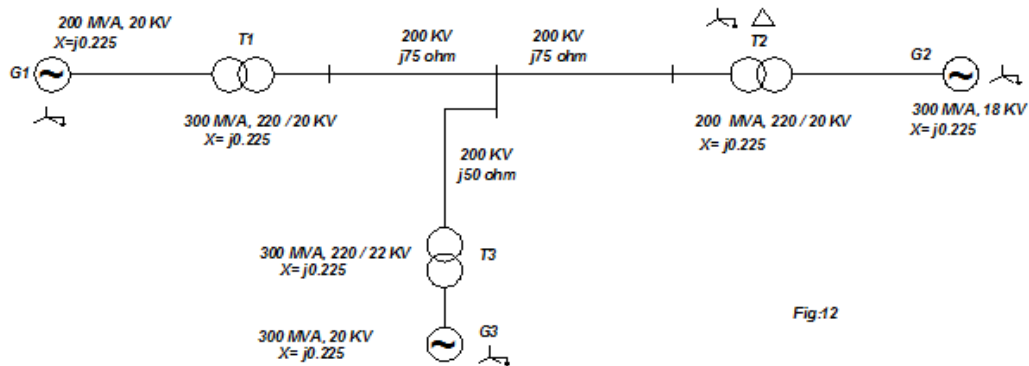 200 MVA, 20 KV
X=j0.225
G1
T1
300 MVA, 220 / 20 KV
X= j0.225
200 KV
j75 ohm
200 KV
j75 ohm
T2
200 MVA, 220 / 20 KV
X= j0.225
G2
300 MVA, 18 KV
X= j0.225
200 KV
j50 ohm
300 MVA, 220 / 22 KV
X= j0.225
T3
300 MVA, 20 KV
X= j0.225
G3
Fig:12